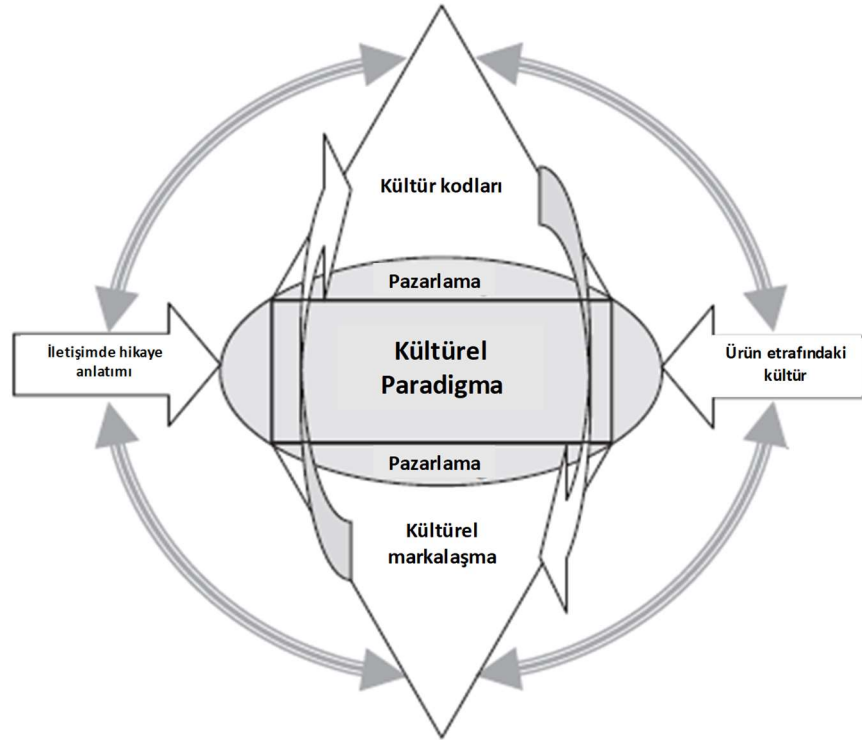 Kültür kodları
Pazarlama
İletişimde hikaye
anlatımı
Kültürel
Paradigma
Ürün etrafındaki
kültür
Pazarlama
Kültürel
markalaşma